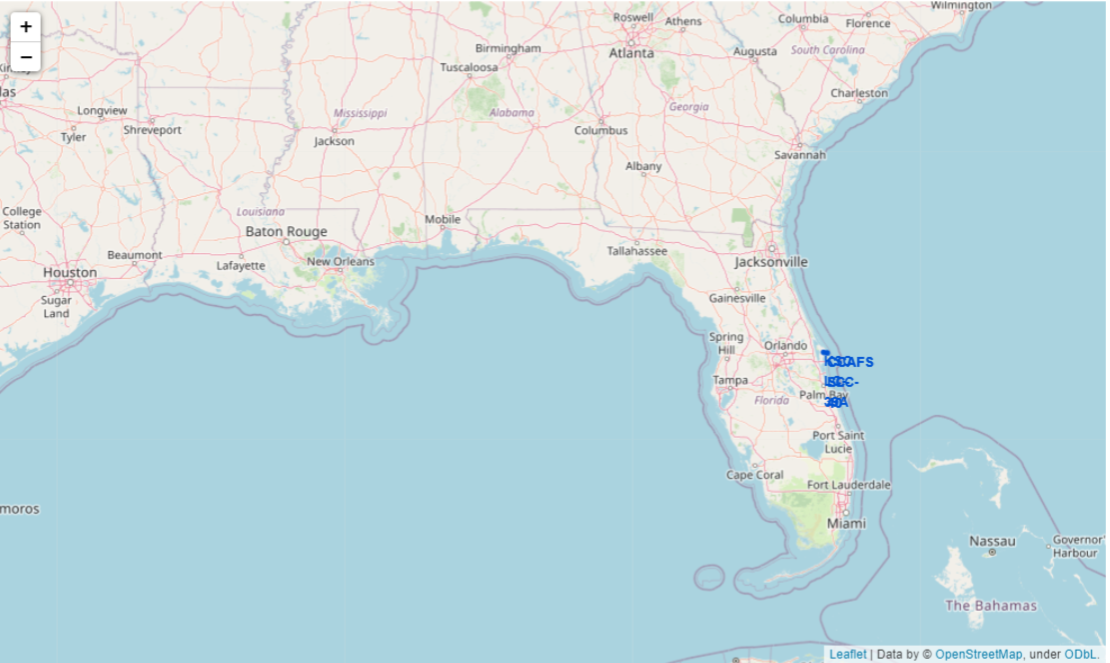 +
−
Wilmington
Roswell
Athens
Columbia
Florence
Birmingham
Atlanta
Augusta
South Carolina
Tuscaloosa
las
Longview
Mississippi
Alabama
Georgia
Charleston
Tyler
Shreveport
Jackson
Columbus
Savannah
Albany
College
Station
Louisiana
Baton Rouge
Mobile
Tallahassee
Beaumont
Lafayette
New Orleans
Jacksonville
Houston
Sugar
Land
Gainesville
Spring
Hill
Orlando
CCAFS
Tampa
Palm Bay
Florida
Port Saint
Lucie
Cape Coral
Fort Lauderdale
moros
Miami
Nassau
Governor'
Harbour
The Bahamas
Leaflet | Data by © OpenStreetMap, under ODbL.